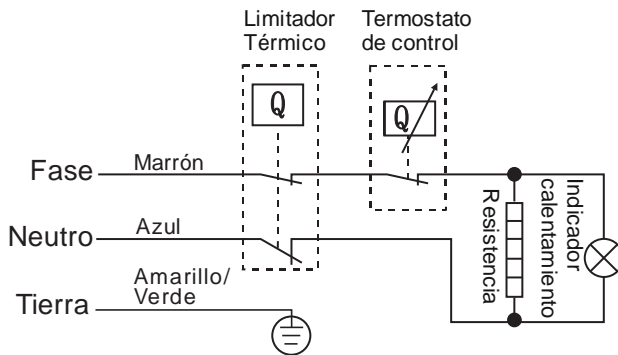 Limitador
Térmico
Termostato
de control
Q
Q
Fase
Marrón
Neutro
Azul
Tierra
Amarillo/
Verde
Resistencia
Indicador
calentamiento